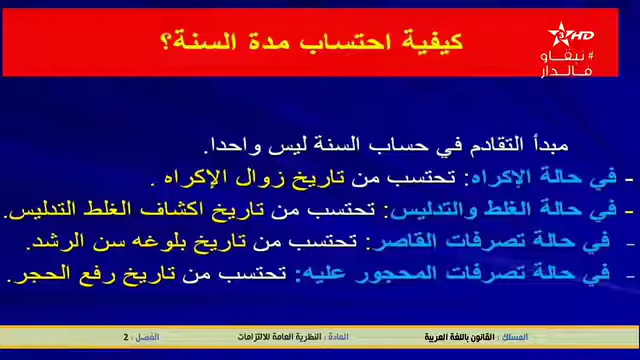 كيفية احتساب مدة السنة؟
3HD
#نبقاو فالدار
مبدأ التقادم في حساب السنة ليس واحدا.
- في حالة الإكراه: تحتسب من تاريخ زوال الإكراه .
- في حالة الغلط والتدليس: تحتسب من تاريخ اكشاف الغلط التدليس.
- في حالة تصرفات القاصر: تحتسب من تاريخ بلوغه سن الرشد.
- في حالة تصرفات المحجور عليه: تحتسب من تاريخ رفع الحجر.
المسلك : القانون باللغة العربية المادة : النظرية العامة للالتزامات الفصل : 2